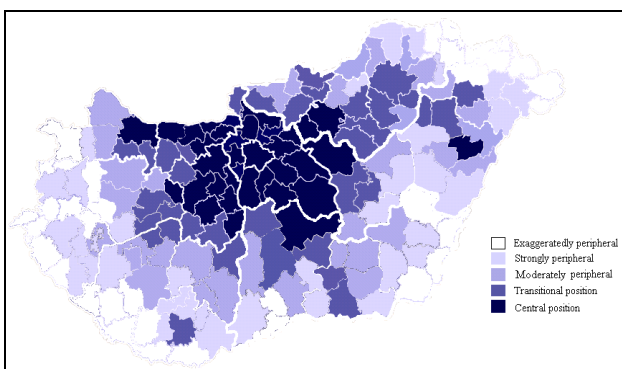 Exaggeratedly peripheral
Strongly peripheral
Moderately peripheral
Transitional position
Central position